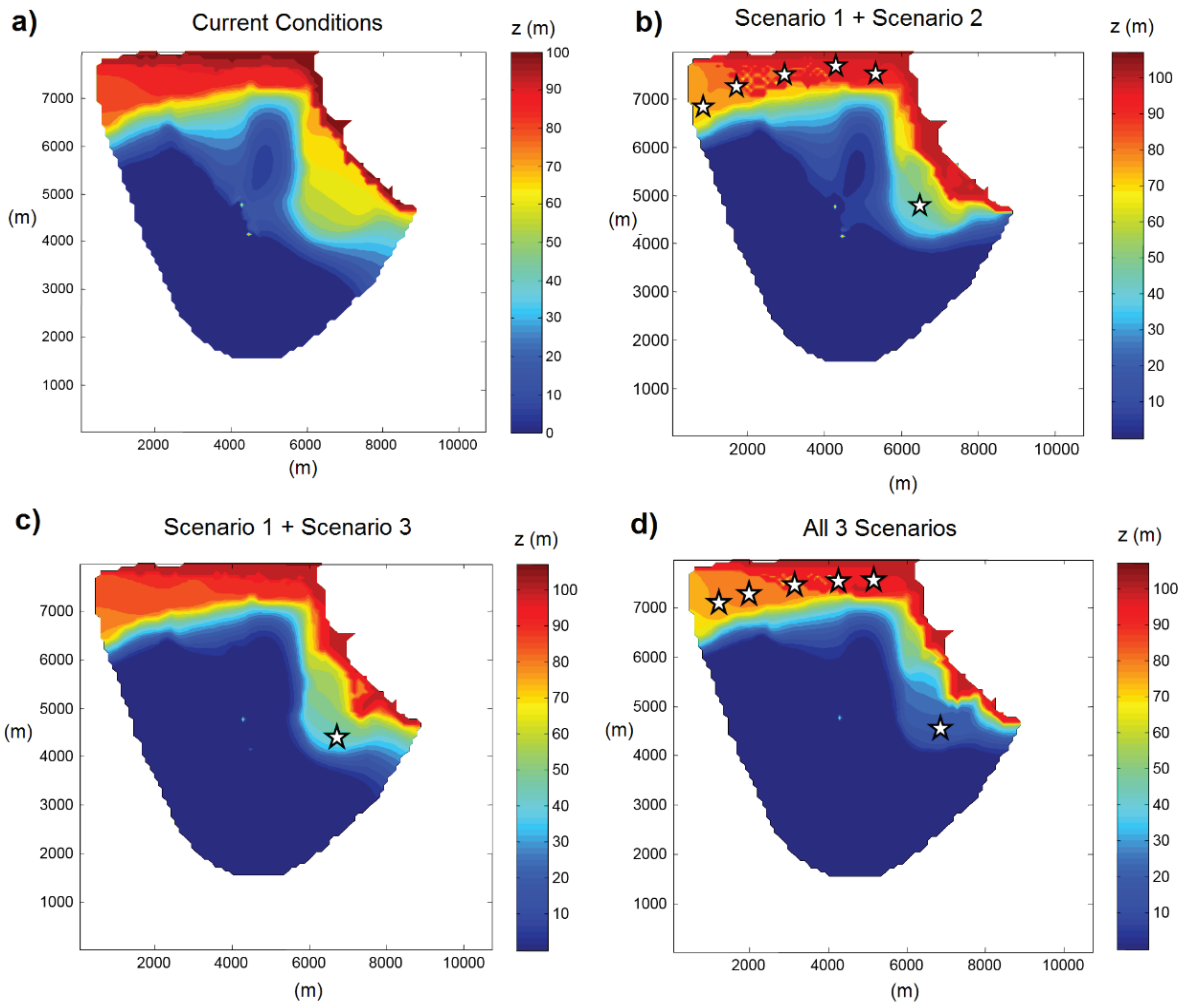 a)
Current Conditions
z (m)
100
90
80
70
60
50
40
30
20
10
0
7000
6000
5000
4000
3000
2000
1000
(m)
2000 4000 6000 8000 10000
(m)
b)
Scenario 1 + Scenario 2
z (m)
100
90
80
70
60
50
40
30
20
10
7000
6000
5000
4000
3000
2000
1000
(m)
2000 4000 6000 8000 10000
(m)
c)
Scenario 1 + Scenario 3
z (m)
100
90
80
70
60
50
40
30
20
10
7000
6000
5000
4000
3000
2000
1000
(m)
2000 4000 6000 8000 10000
(m)
d)
All 3 Scenarios
z (m)
100
90
80
70
60
50
40
30
20
10
7000
6000
5000
4000
3000
2000
1000
(m)
2000 4000 6000 8000 10000
(m)